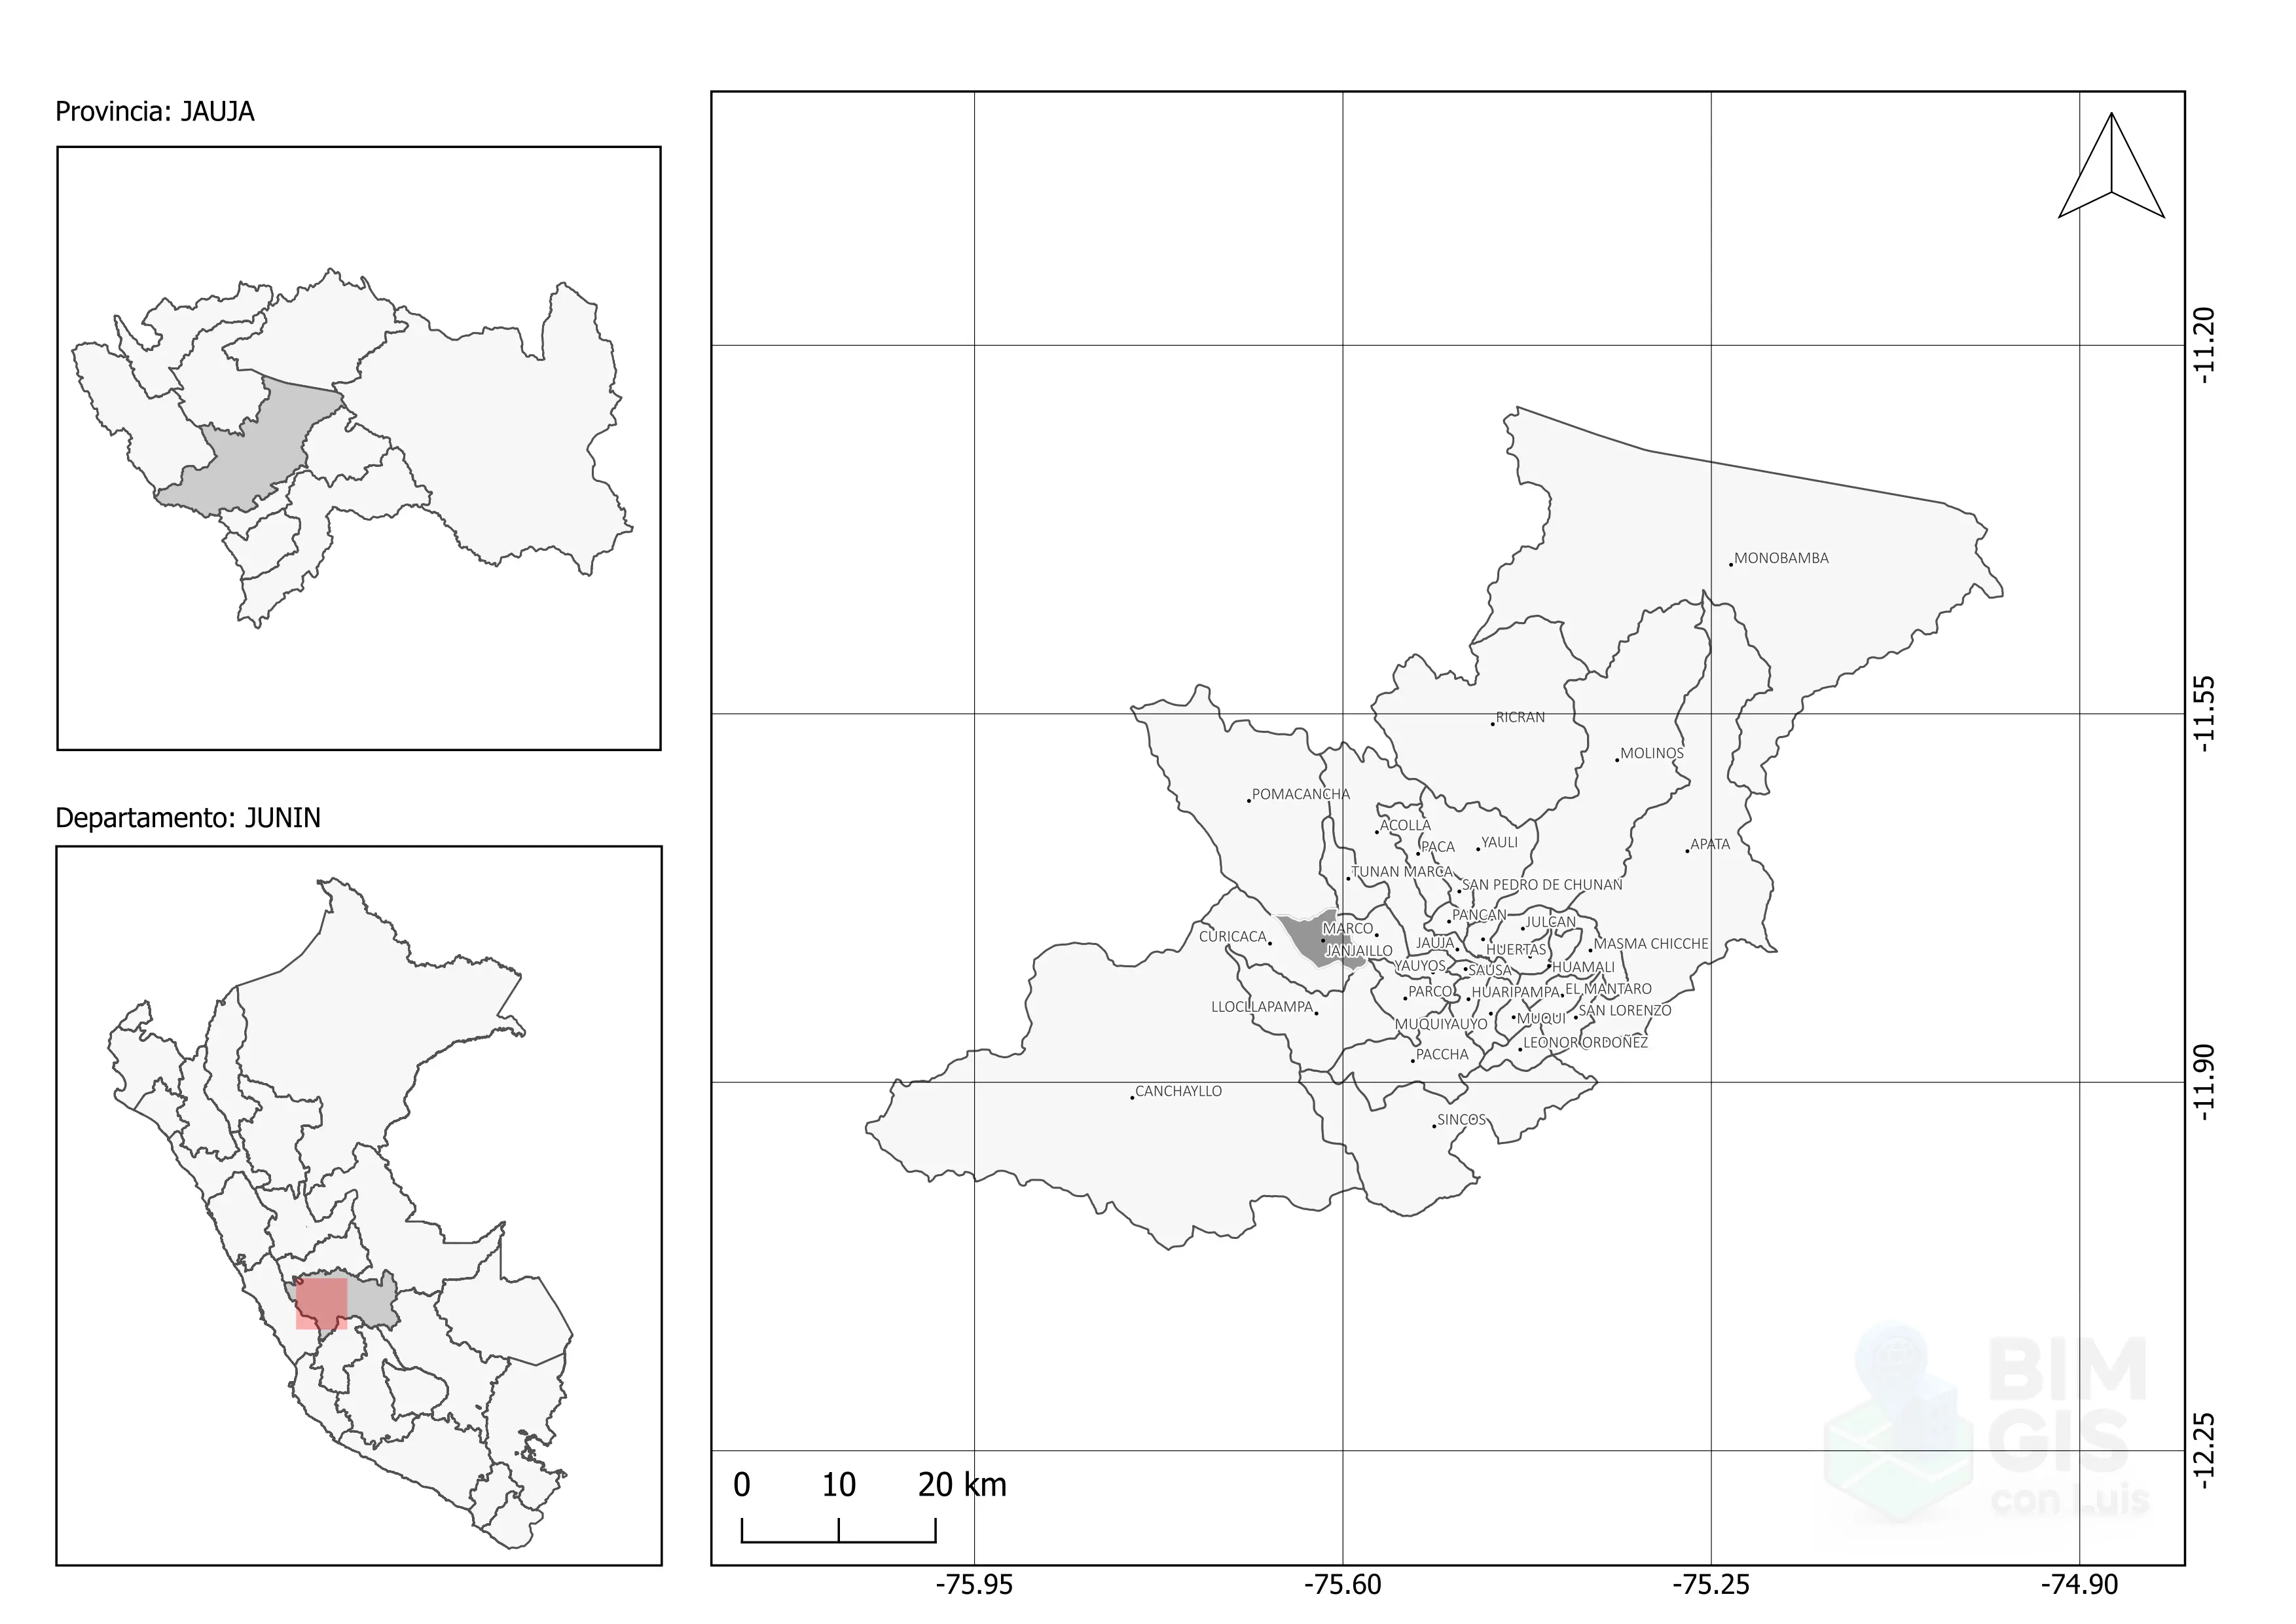 Provincia: JAUJA
Departamento: JUNIN
MONOBAMBA
RICRAN
MOLINOS
POMACANCHA
ACOLLA
PACA
YAULI
APATA
TUNAN MARCA
SAN PEDRO DE CHUNAN
PANCAN
JULCAN
MARCO
CURICACA
JAUJA
HUERTAS
MASMA CHICCHE
JANJAILLO
YAUYOS
SAUSA
HUAMALI
PARCO
HUARIPAMPA
EL MANTARO
LLOCLLAPAMPA
MUQUIYAUYO
MUQUI
SAN LORENZO
LEONOR ORDOÑEZ
PACCHA
CANCHAYLLO
SINCOS
-11.20
-11.55
-11.90
-12.25
BIM
GIS
con Luis
0 10 20 km
-75.95 -75.60 -75.25 -74.90